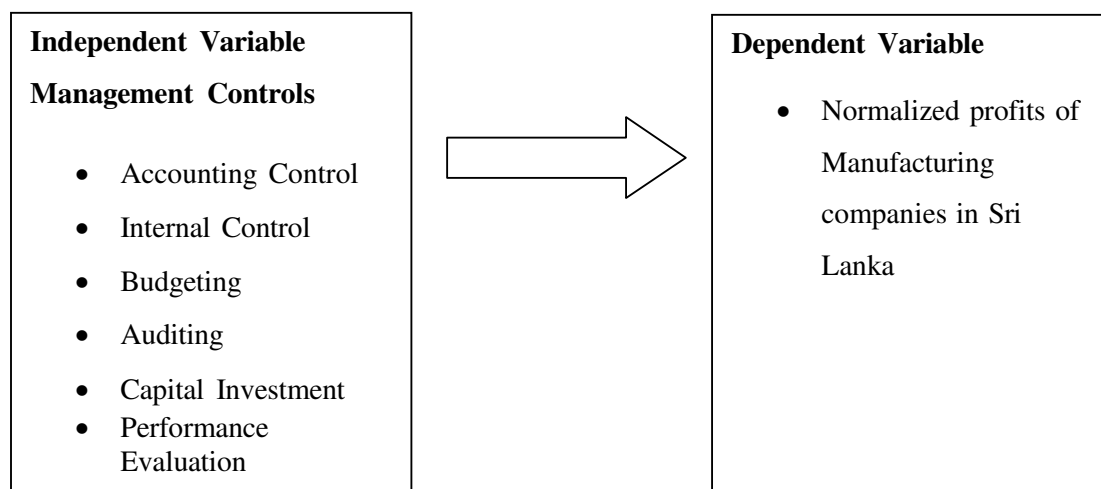 Independent Variable
Management Controls
• Accounting Control
• Internal Control
• Budgeting
• Auditing
• Capital Investment
• Performance
Evaluation
Dependent Variable
• Normalized profits of
Manufacturing
companies in Sri
Lanka